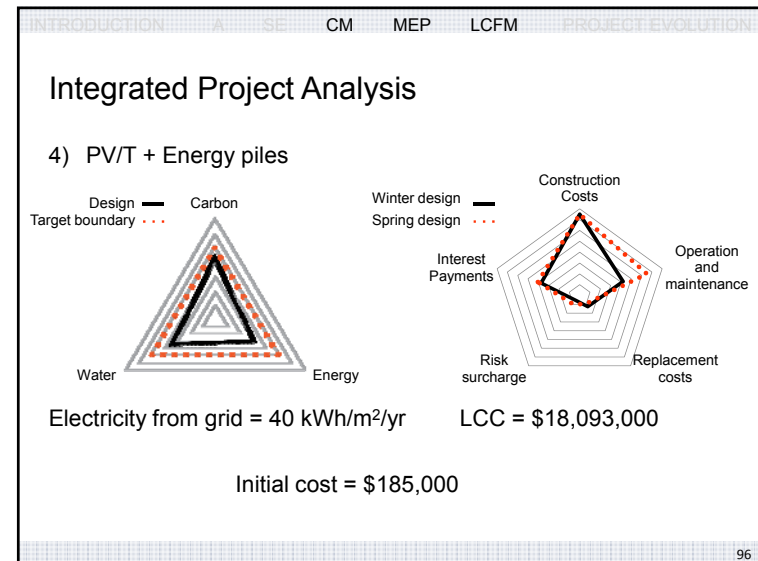 INTRODUCTION A SE CM MEP LCFM PROJECT EVOLUTION
Integrated Project Analysis
4) PV/T + Energy piles
Design
Target boundary
Carbon
Water
Energy
Winter design
Spring design
Construction
Costs
Interest
Payments
Operation
and
maintenance
Risk
surcharge
Replacement
costs
Electricity from grid = 40 kWh/m²/yr
LCC = $18,093,000
Initial cost = $185,000
96